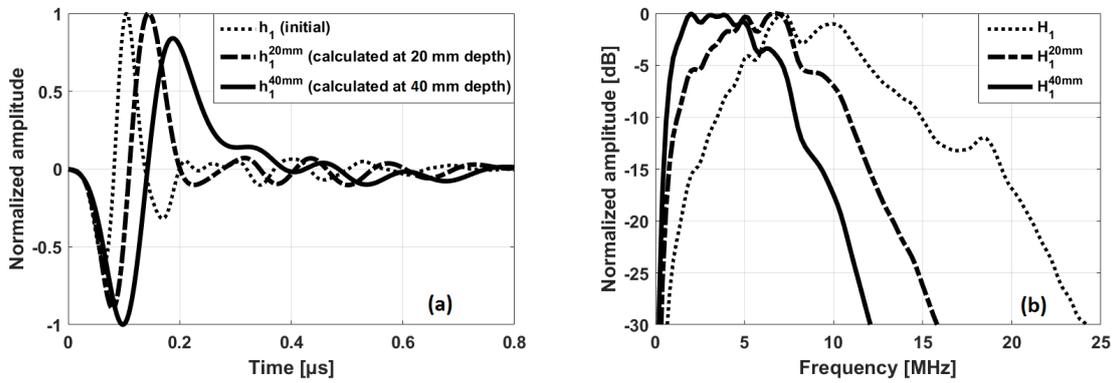 Normalized amplitude
1
0.5
0
-0.5
-1
0 0.2 0.4 0.6 0.8
Time [µs]
h1 (initial)
h1 20mm (calculated at 20 mm depth)
h1 40mm (calculated at 40 mm depth)
(a)
Normalized amplitude [dB]
0
-5
-10
-15
-20
-25
-30
0 5 10 15 20 25
Frequency [MHz]
H1
H1 20mm
H1 40mm
(b)